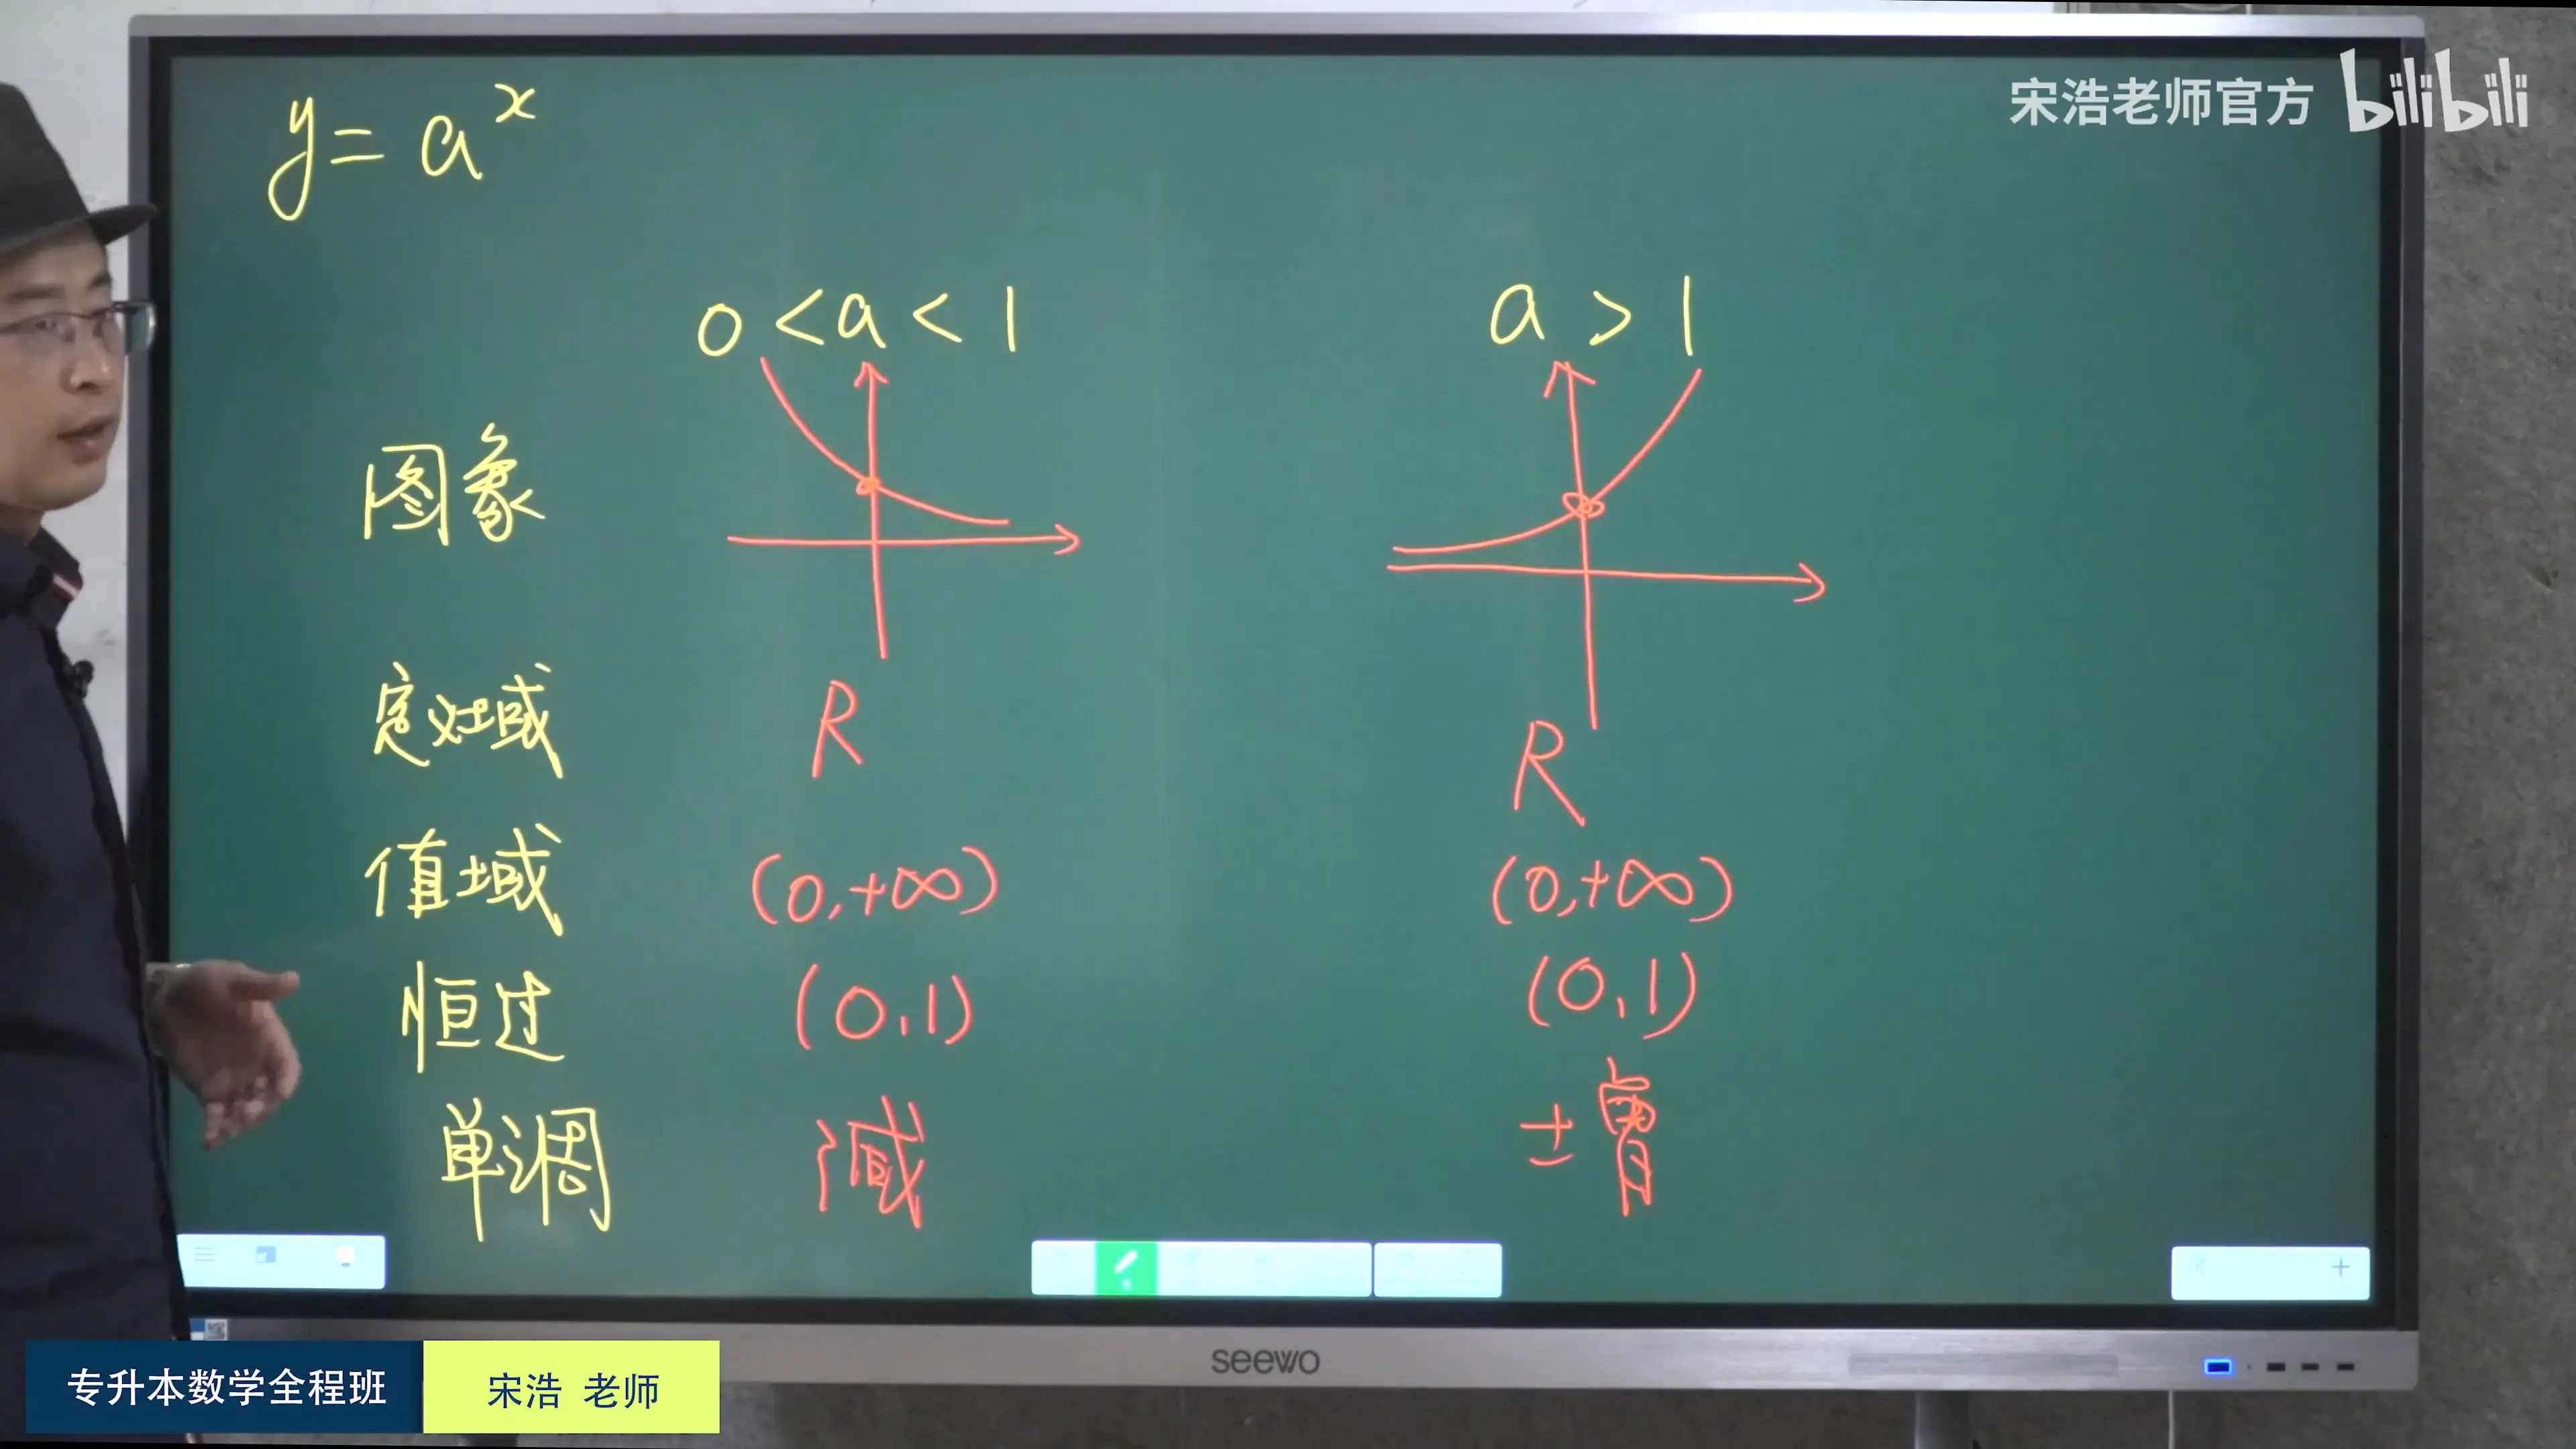 宋浩老师官方 bilibili
y = a^x
0 < a < 1 a > 1
图象
定义域 R R
值域 (0,+∞) (0,+∞)
恒过 (0,1) (0,1)
单调 减 增
seewo
专升本数学全程班 宋浩 老师